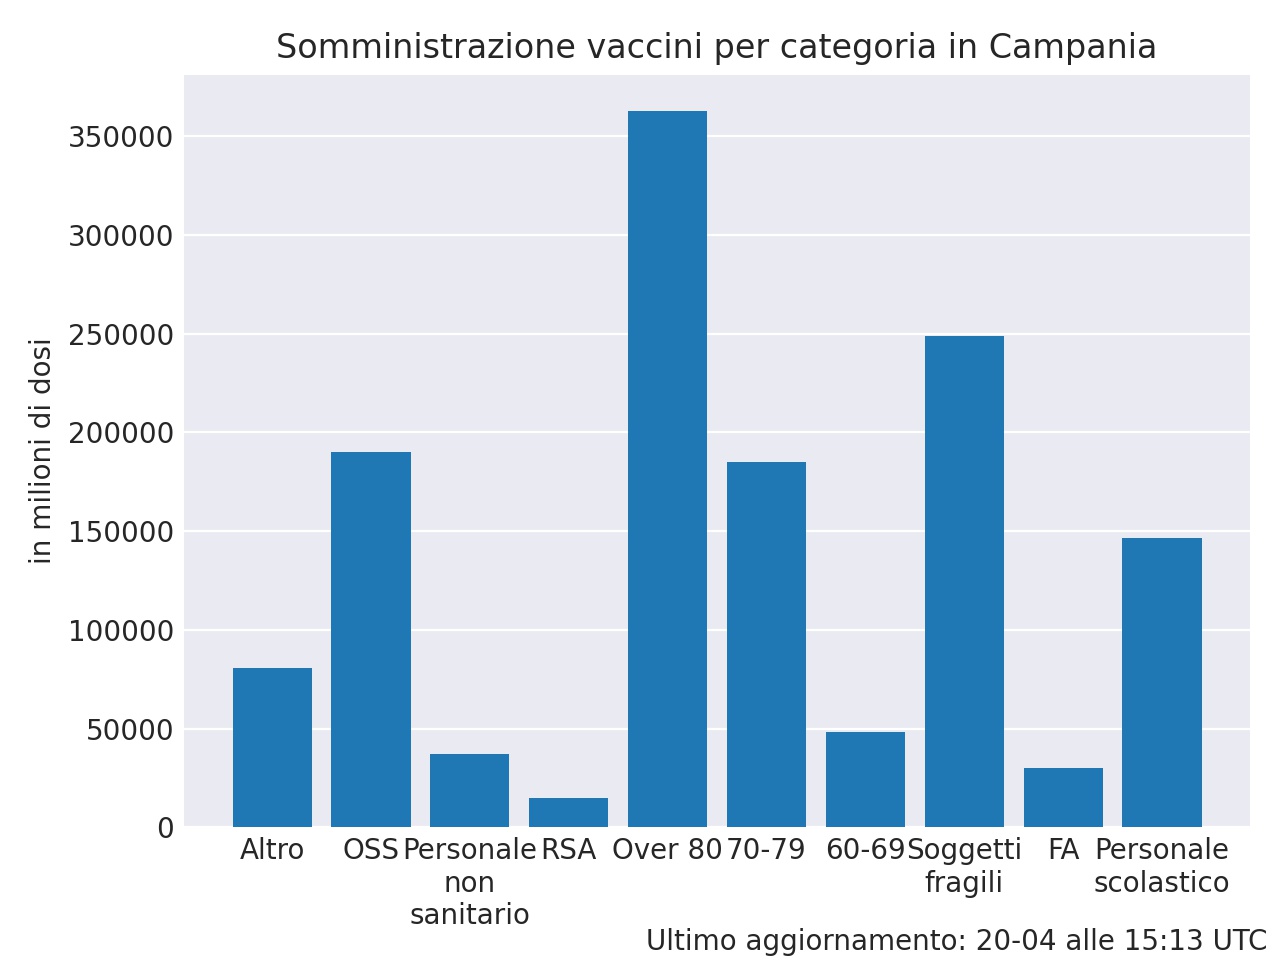 Somministrazione vaccini per categoria in Campania
in milioni di dosi
350000
300000
250000
200000
150000
100000
50000
0
Altro
OSS
Personale
non
sanitario
RSA
Over 80
70-79
60-69
Soggetti
fragili
FA
Personale
scolastico
Ultimo aggiornamento: 20-04 alle 15:13 UTC